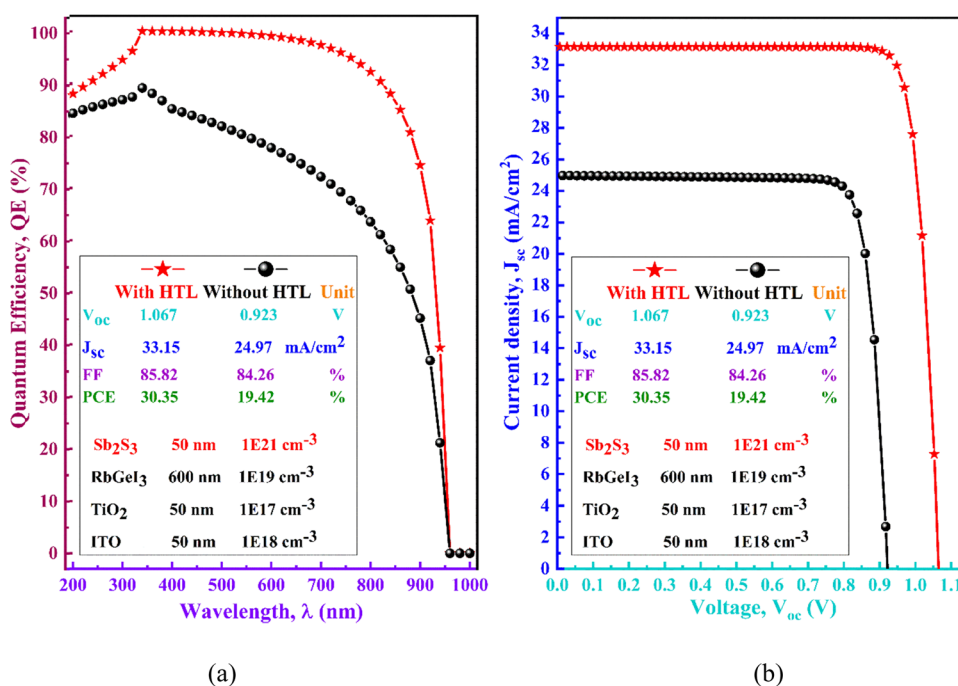 Quantum Efficiency, QE (%)
100
90
80
70
60
50
40
30
20
10
0
With HTL Without HTL Unit
Voc 1.067 0.923 V
Jsc 33.15 24.97 mA/cm²
FF 85.82 84.26 %
PCE 30.35 19.42 %
Sb₂S₃ 50 nm 1E21 cm⁻³
RbGeI₃ 600 nm 1E19 cm⁻³
TiO₂ 50 nm 1E17 cm⁻³
ITO 50 nm 1E18 cm⁻³
200 300 400 500 600 700 800 900 1000
Wavelength, λ (nm)
(a)
Current density, Jsc (mA/cm²)
34
32
30
28
26
24
22
20
18
16
14
12
10
8
6
4
2
0
With HTL Without HTL Unit
Voc 1.067 0.923 V
Jsc 33.15 24.97 mA/cm²
FF 85.82 84.26 %
PCE 30.35 19.42 %
Sb₂S₃ 50 nm 1E21 cm⁻³
RbGeI₃ 600 nm 1E19 cm⁻³
TiO₂ 50 nm 1E17 cm⁻³
ITO 50 nm 1E18 cm⁻³
0.0 0.1 0.2 0.3 0.4 0.5 0.6 0.7 0.8 0.9 1.0 1.1
Voltage, Voc (V)
(b)